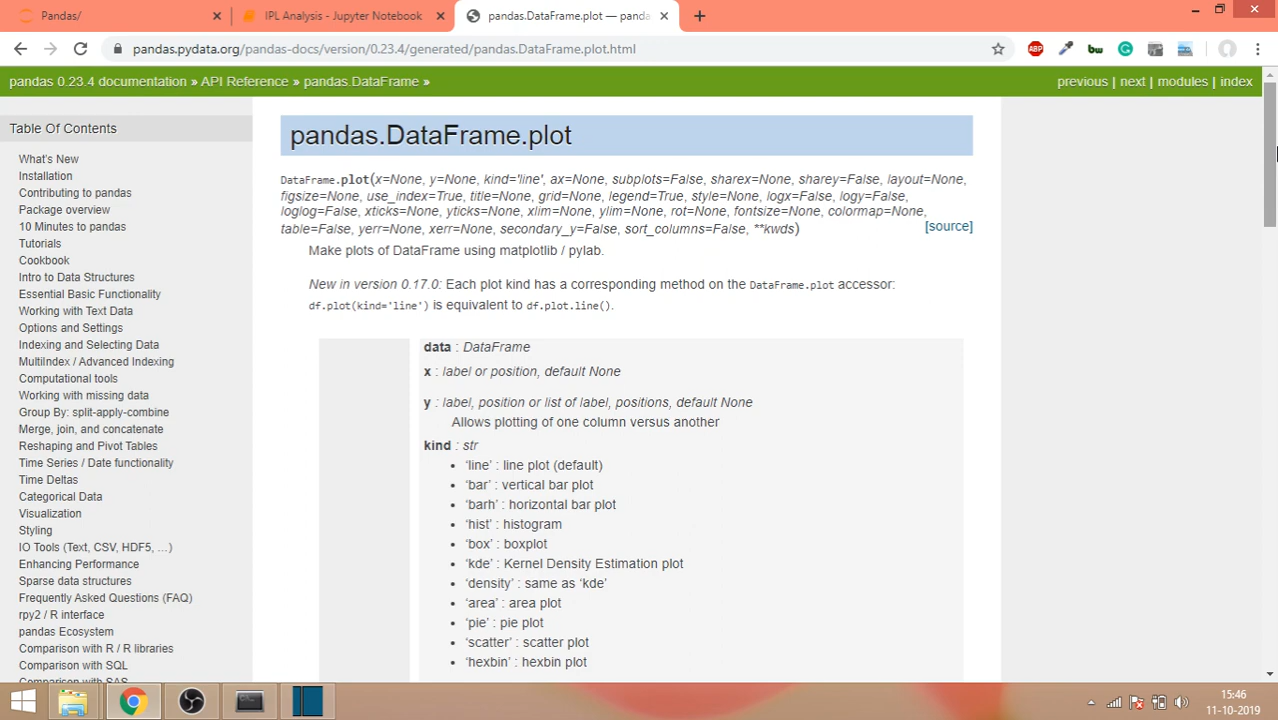 Pandas/
IPL Analysis - Jupyter Notebook
pandas.DataFrame.plot — panda
pandas.pydata.org/pandas-docs/version/0.23.4/generated/pandas.DataFrame.plot.html
ABP
bw
pandas 0.23.4 documentation » API Reference » pandas.DataFrame »
previous | next | modules | index
Table Of Contents
What's New
Installation
Contributing to pandas
Package overview
10 Minutes to pandas
Tutorials
Cookbook
Intro to Data Structures
Essential Basic Functionality
Working with Text Data
Options and Settings
Indexing and Selecting Data
MultiIndex / Advanced Indexing
Computational tools
Working with missing data
Group By: split-apply-combine
Merge, join, and concatenate
Reshaping and Pivot Tables
Time Series / Date functionality
Time Deltas
Categorical Data
Visualization
Styling
IO Tools (Text, CSV, HDF5, …)
Enhancing Performance
Sparse data structures
Frequently Asked Questions (FAQ)
rpy2 / R interface
pandas Ecosystem
Comparison with R / R libraries
Comparison with SQL
Comparison with SAS
pandas.DataFrame.plot
DataFrame.plot(x=None, y=None, kind='line', ax=None, subplots=False, sharex=None, sharey=False, layout=None,
figsize=None, use_index=True, title=None, grid=None, legend=True, style=None, logx=False, logy=False,
loglog=False, xticks=None, yticks=None, xlim=None, ylim=None, rot=None, fontsize=None, colormap=None,
table=False, yerr=None, xerr=None, secondary_y=False, sort_columns=False, **kwds)
[source]
Make plots of DataFrame using matplotlib / pylab.
New in version 0.17.0: Each plot kind has a corresponding method on the DataFrame.plot accessor:
df.plot(kind='line') is equivalent to df.plot.line().
data : DataFrame
x : label or position, default None
y : label, position or list of label, positions, default None
Allows plotting of one column versus another
kind : str
• ‘line’ : line plot (default)
• ‘bar’ : vertical bar plot
• ‘barh’ : horizontal bar plot
• ‘hist’ : histogram
• ‘box’ : boxplot
• ‘kde’ : Kernel Density Estimation plot
• ‘density’ : same as ‘kde’
• ‘area’ : area plot
• ‘pie’ : pie plot
• ‘scatter’ : scatter plot
• ‘hexbin’ : hexbin plot
15:46
11-10-2019